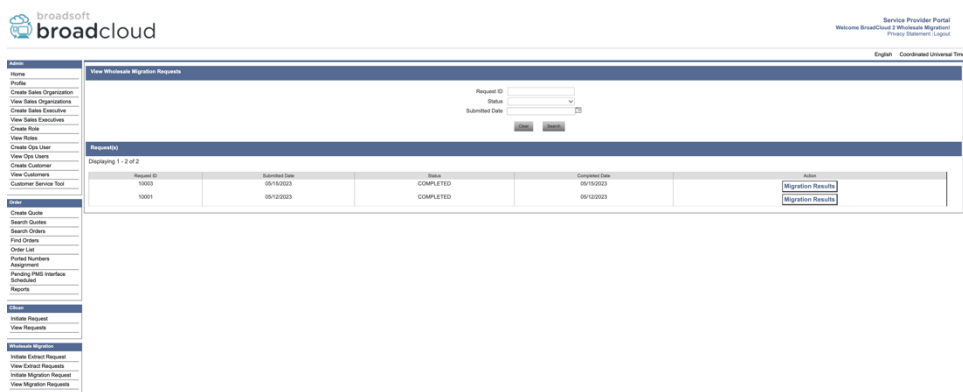 broadsoft
broadcloud
Service Provider Portal
Welcome BroadCloud 2 Wholesale Migration!
Privacy Statement | Logout
English Coordinated Universal Time
Admin
Home
Profile
Create Sales Organization
View Sales Organizations
Create Sales Executive
View Sales Executives
Create Role
View Roles
Create Ops User
View Ops Users
Create Customer
View Customers
Customer Service Tool
Order
Create Quote
Search Quotes
Search Orders
Find Orders
Order List
Ported Numbers
Assignment
Pending PMS Interface
Scheduled
Reports
CScan
Initiate Request
View Requests
Wholesale Migration
Initiate Extract Request
View Extract Requests
Initiate Migration Request
View Migration Requests
View Wholesale Migration Requests
Request ID
Status
Submitted Date
Clear Search
Request(s)
Displaying 1 - 2 of 2
Request ID Submitted Date Status Completed Date Action
10003 05/15/2023 COMPLETED 05/15/2023 Migration Results
10001 05/12/2023 COMPLETED 05/12/2023 Migration Results